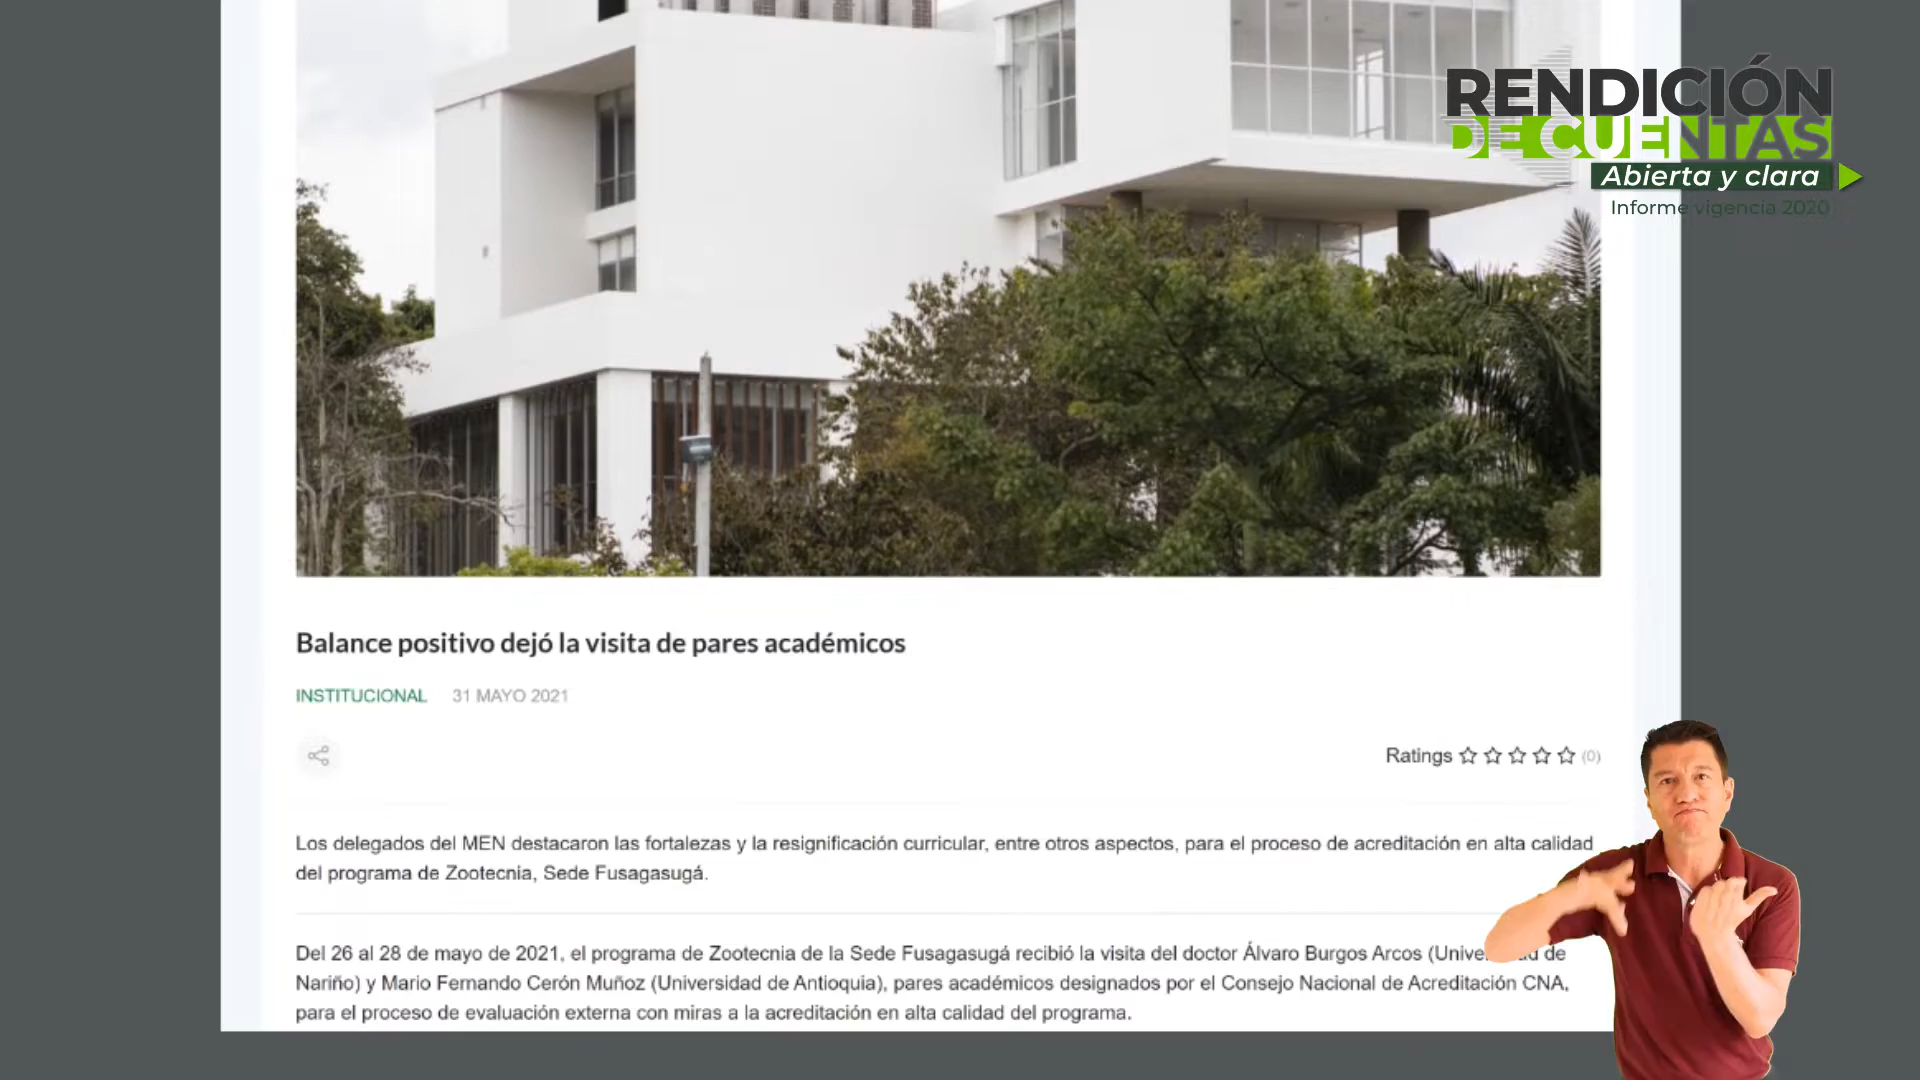 RENDICIÓN
DE CUENTAS
Abierta y clara
Informe vigencia 2020
Balance positivo dejó la visita de pares académicos
INSTITUCIONAL 31 MAYO 2021
Ratings (0)
Los delegados del MEN destacaron las fortalezas y la resignificación curricular, entre otros aspectos, para el proceso de acreditación en alta calidad
del programa de Zootecnia, Sede Fusagasugá.
Del 26 al 28 de mayo de 2021, el programa de Zootecnia de la Sede Fusagasugá recibió la visita del doctor Álvaro Burgos Arcos de
Nariño) y Mario Fernando Cerón Muñoz (Universidad de Antioquia), pares académicos designados por el Consejo Nacional de Acreditación CNA,
para el proceso de evaluación externa con miras a la acreditación en alta calidad del programa.